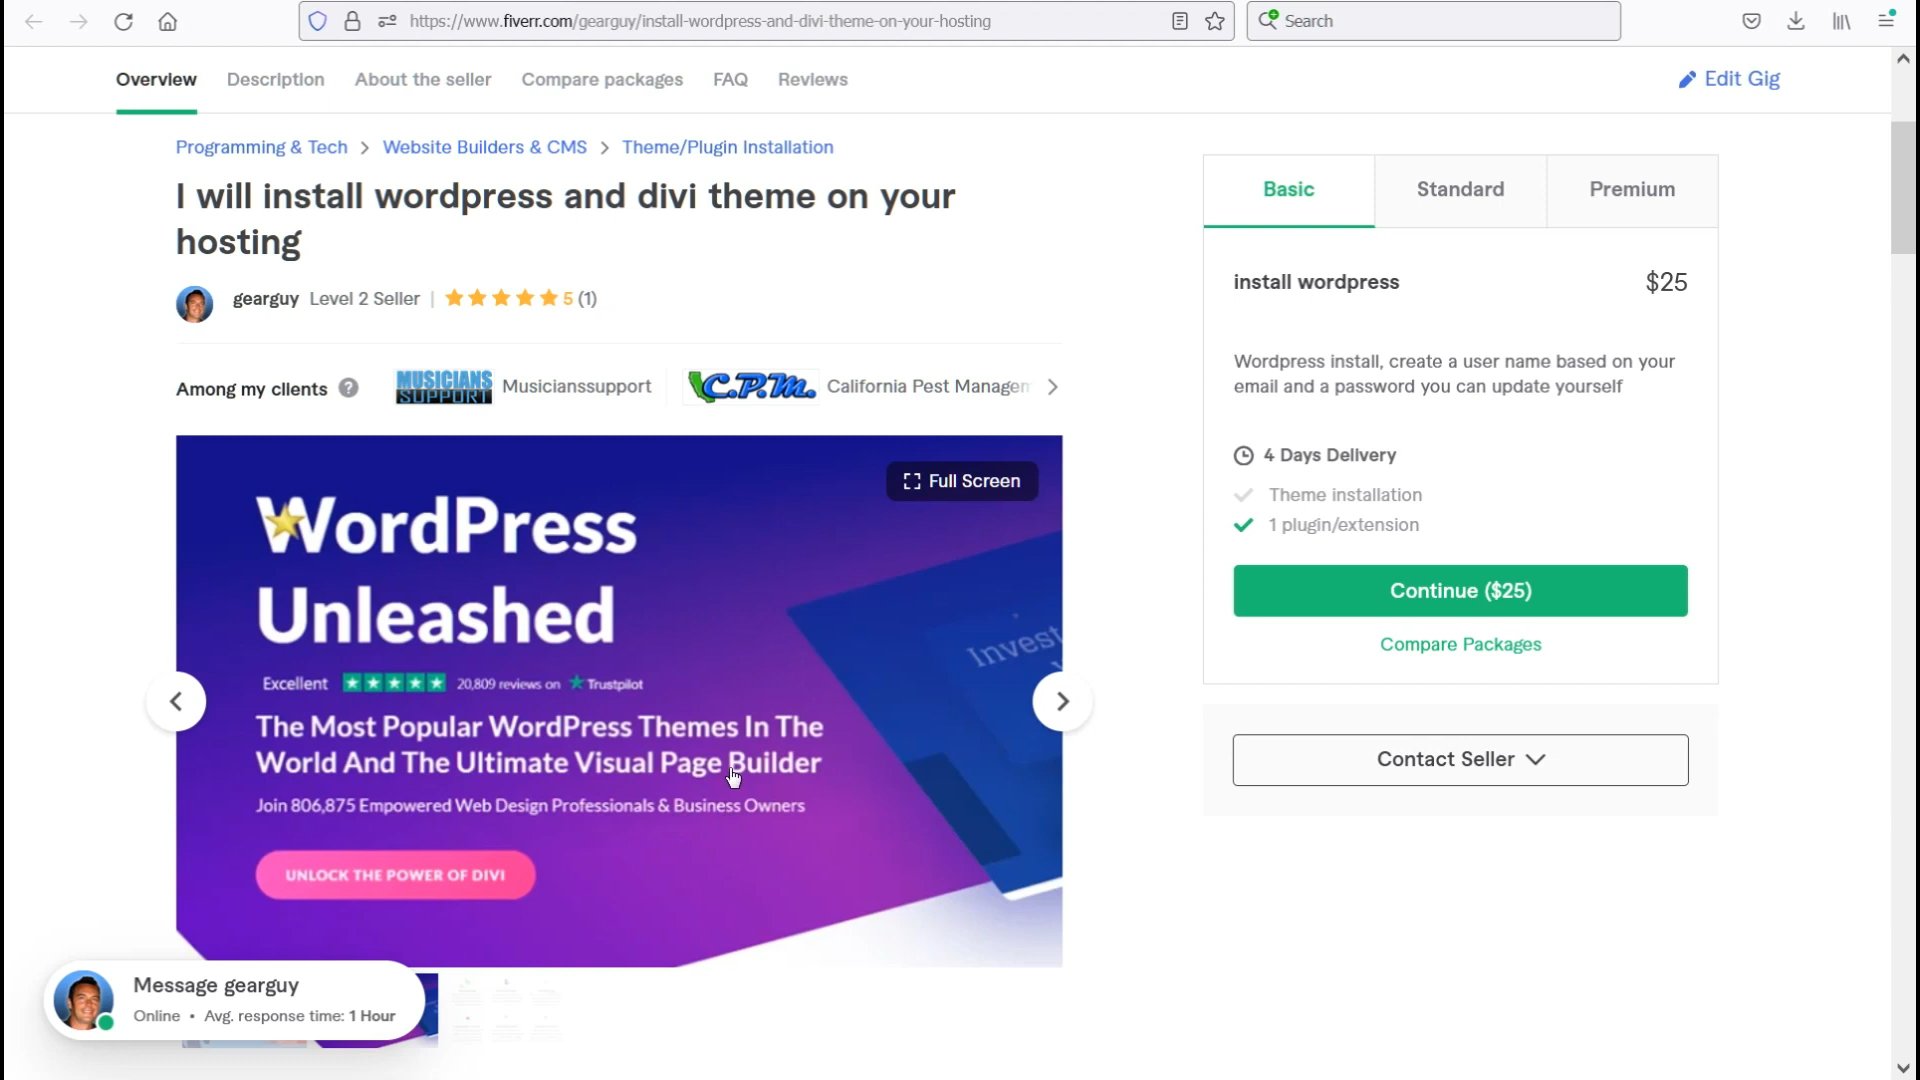 https://www.fiverr.com/gearguy/install-wordpress-and-divi-theme-on-your-hosting
Search
Overview
Description
About the seller
Compare packages
FAQ
Reviews
Edit Gig
Programming & Tech > Website Builders & CMS > Theme/Plugin Installation
I will install wordpress and divi theme on your
hosting
gearguy Level 2 Seller | 5 (1)
Among my clients ?
MUSICIANS
SUPPORT
Musicianssupport
C.P.M.
California Pest Managem
WordPress
Unleashed
Full Screen
Invest
Excellent 20,809 reviews on Trustpilot
The Most Popular WordPress Themes In The
World And The Ultimate Visual Page Builder
Join 806,875 Empowered Web Design Professionals & Business Owners
UNLOCK THE POWER OF DIVI
Message gearguy
Online • Avg. response time: 1 Hour
Basic
Standard
Premium
install wordpress $25
Wordpress install, create a user name based on your
email and a password you can update yourself
4 Days Delivery
Theme installation
1 plugin/extension
Continue ($25)
Compare Packages
Contact Seller